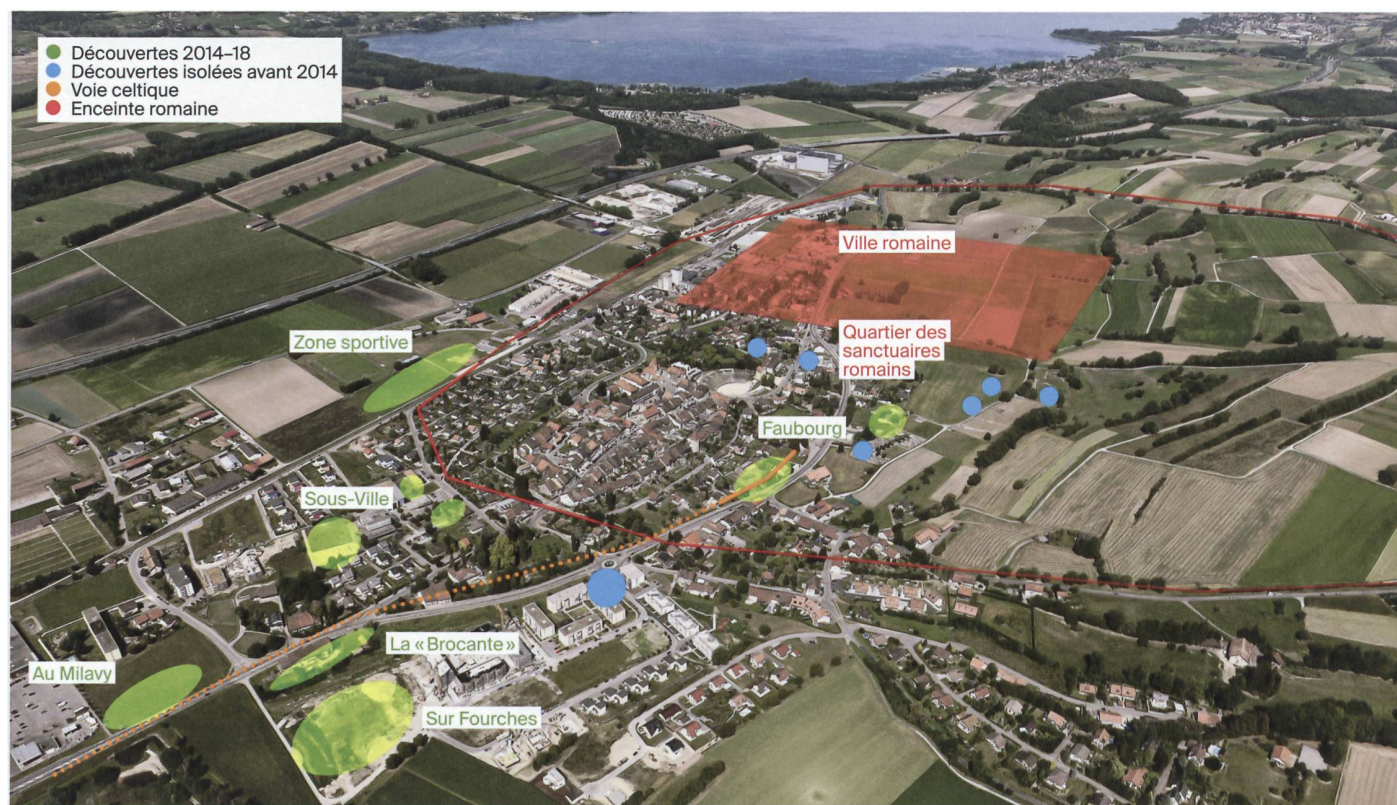 Découvertes 2014–18
Découvertes isolées avant 2014
Voie celtique
Enceinte romaine
Ville romaine
Zone sportive
Quartier des
sanctuaires
romains
Faubourg
Sous-Ville
La « Brocante »
Au Milavy
Sur Fourches